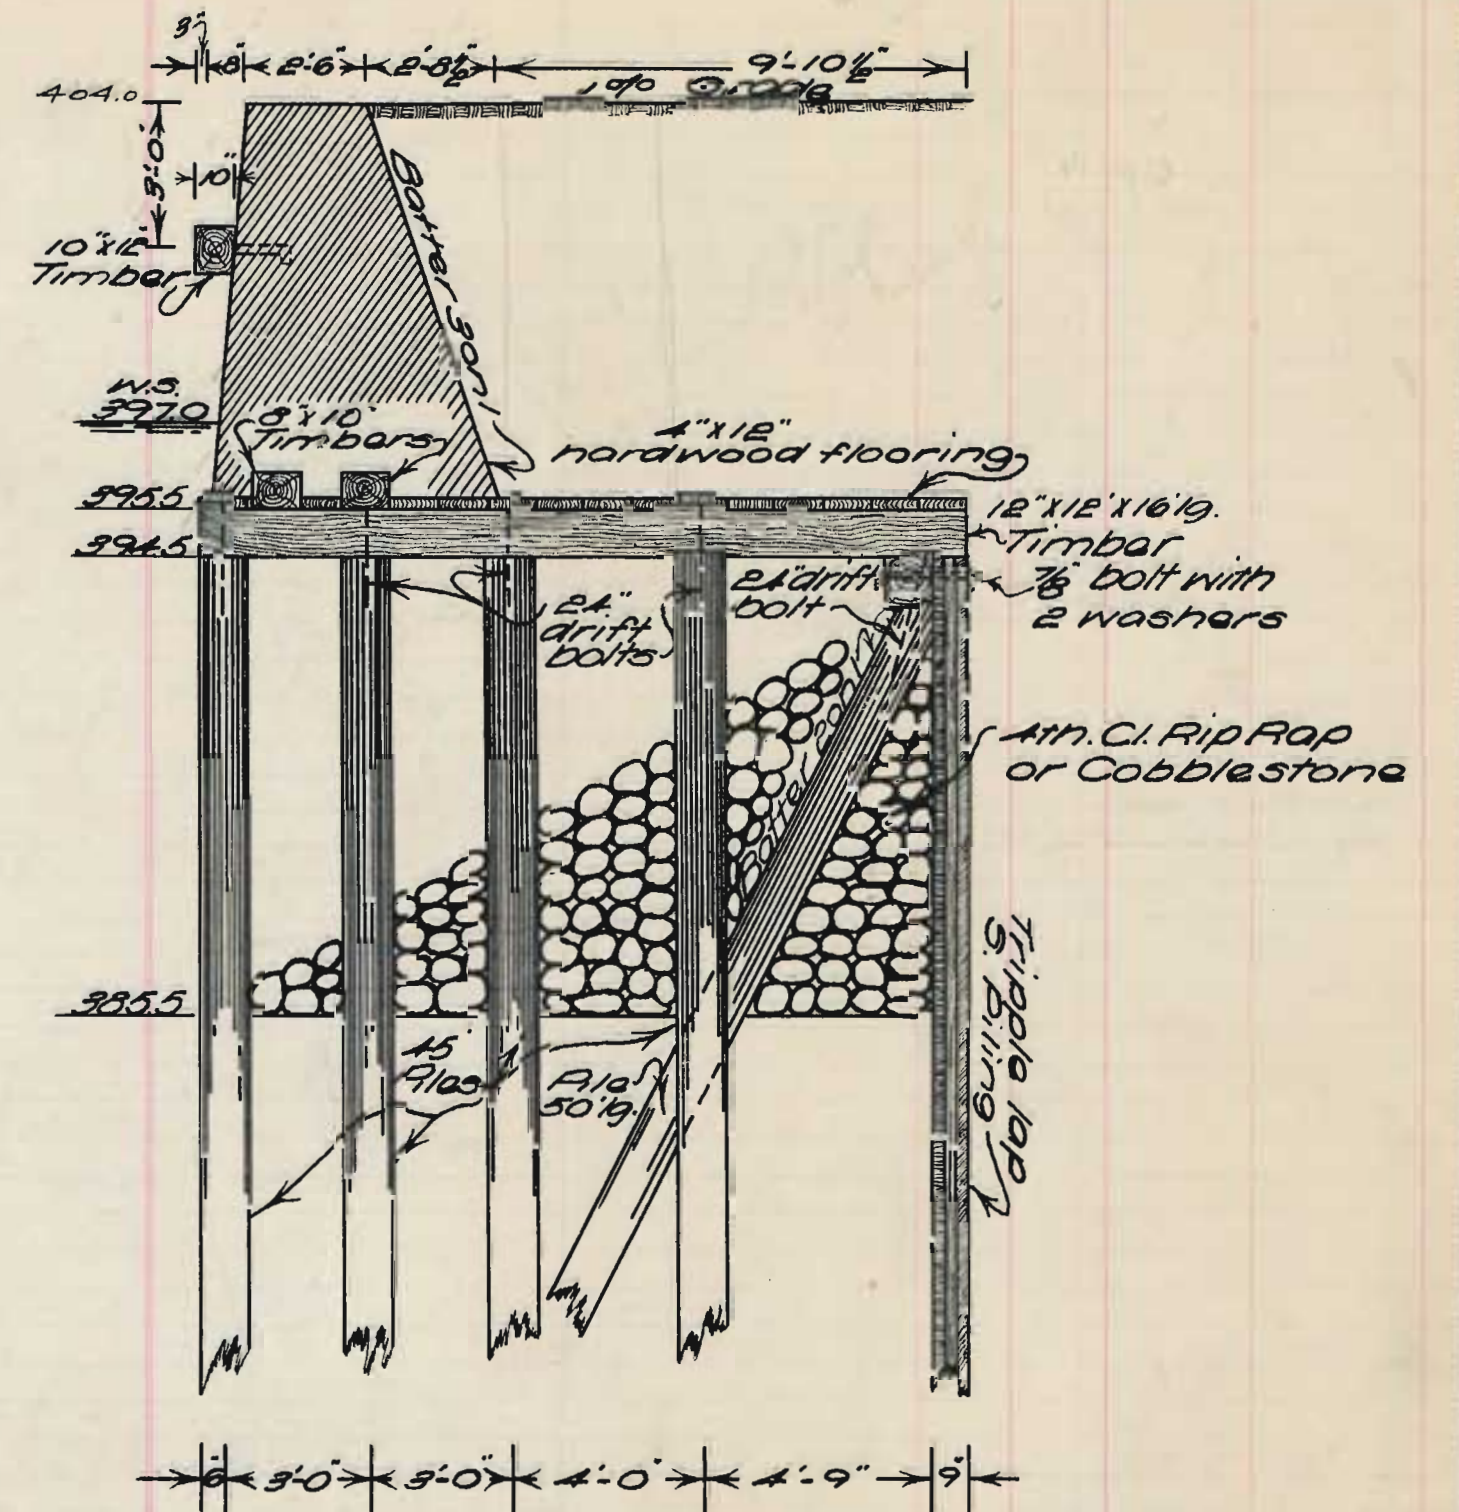 3"
8" 2'-6" 2'-8½" 9'-10½"
404.0
1% Grade
3'-0"
10"
10"x12"
Timber
Batter 3 on 1
W.S.
397.0
8"x10"
Timbers
4"x12"
hardwood flooring
395.5
12"x12"x16'lg.
Timber
394.5
7/8" bolt with
2 washers
24"drift
bolt
24"
drift
bolts
4th. Cl. Rip Rap
or Cobblestone
385.5
45'
Piles
Pile
50'lg.
Tripple lap
S. Piling
6" 3'-0" 3'-0" 4'-0" 4'-9" 9"